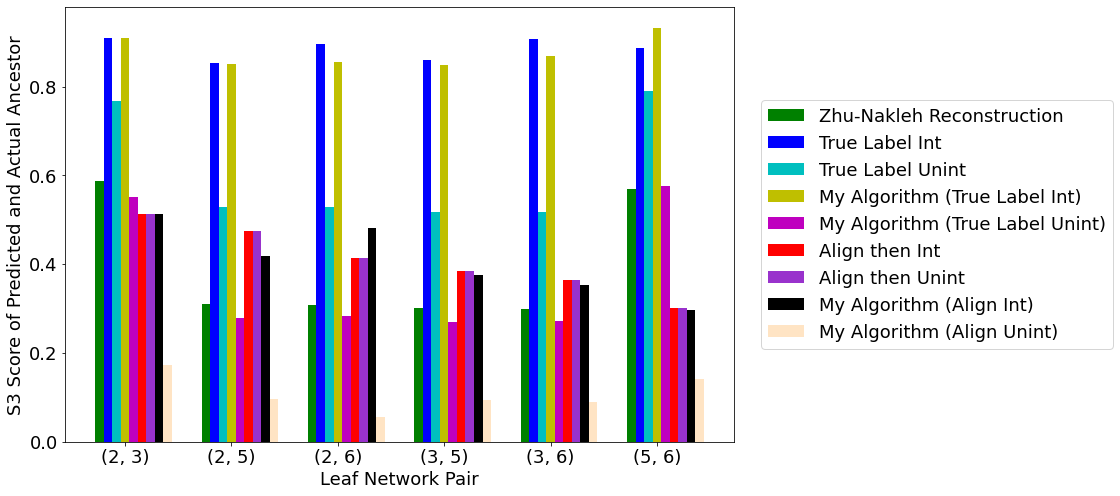 S3 Score of Predicted and Actual Ancestor
0.8
0.6
0.4
0.2
0.0
(2, 3) (2, 5) (2, 6) (3, 5) (3, 6) (5, 6)
Leaf Network Pair
Zhu-Nakleh Reconstruction
True Label Int
True Label Unint
My Algorithm (True Label Int)
My Algorithm (True Label Unint)
Align then Int
Align then Unint
My Algorithm (Align Int)
My Algorithm (Align Unint)